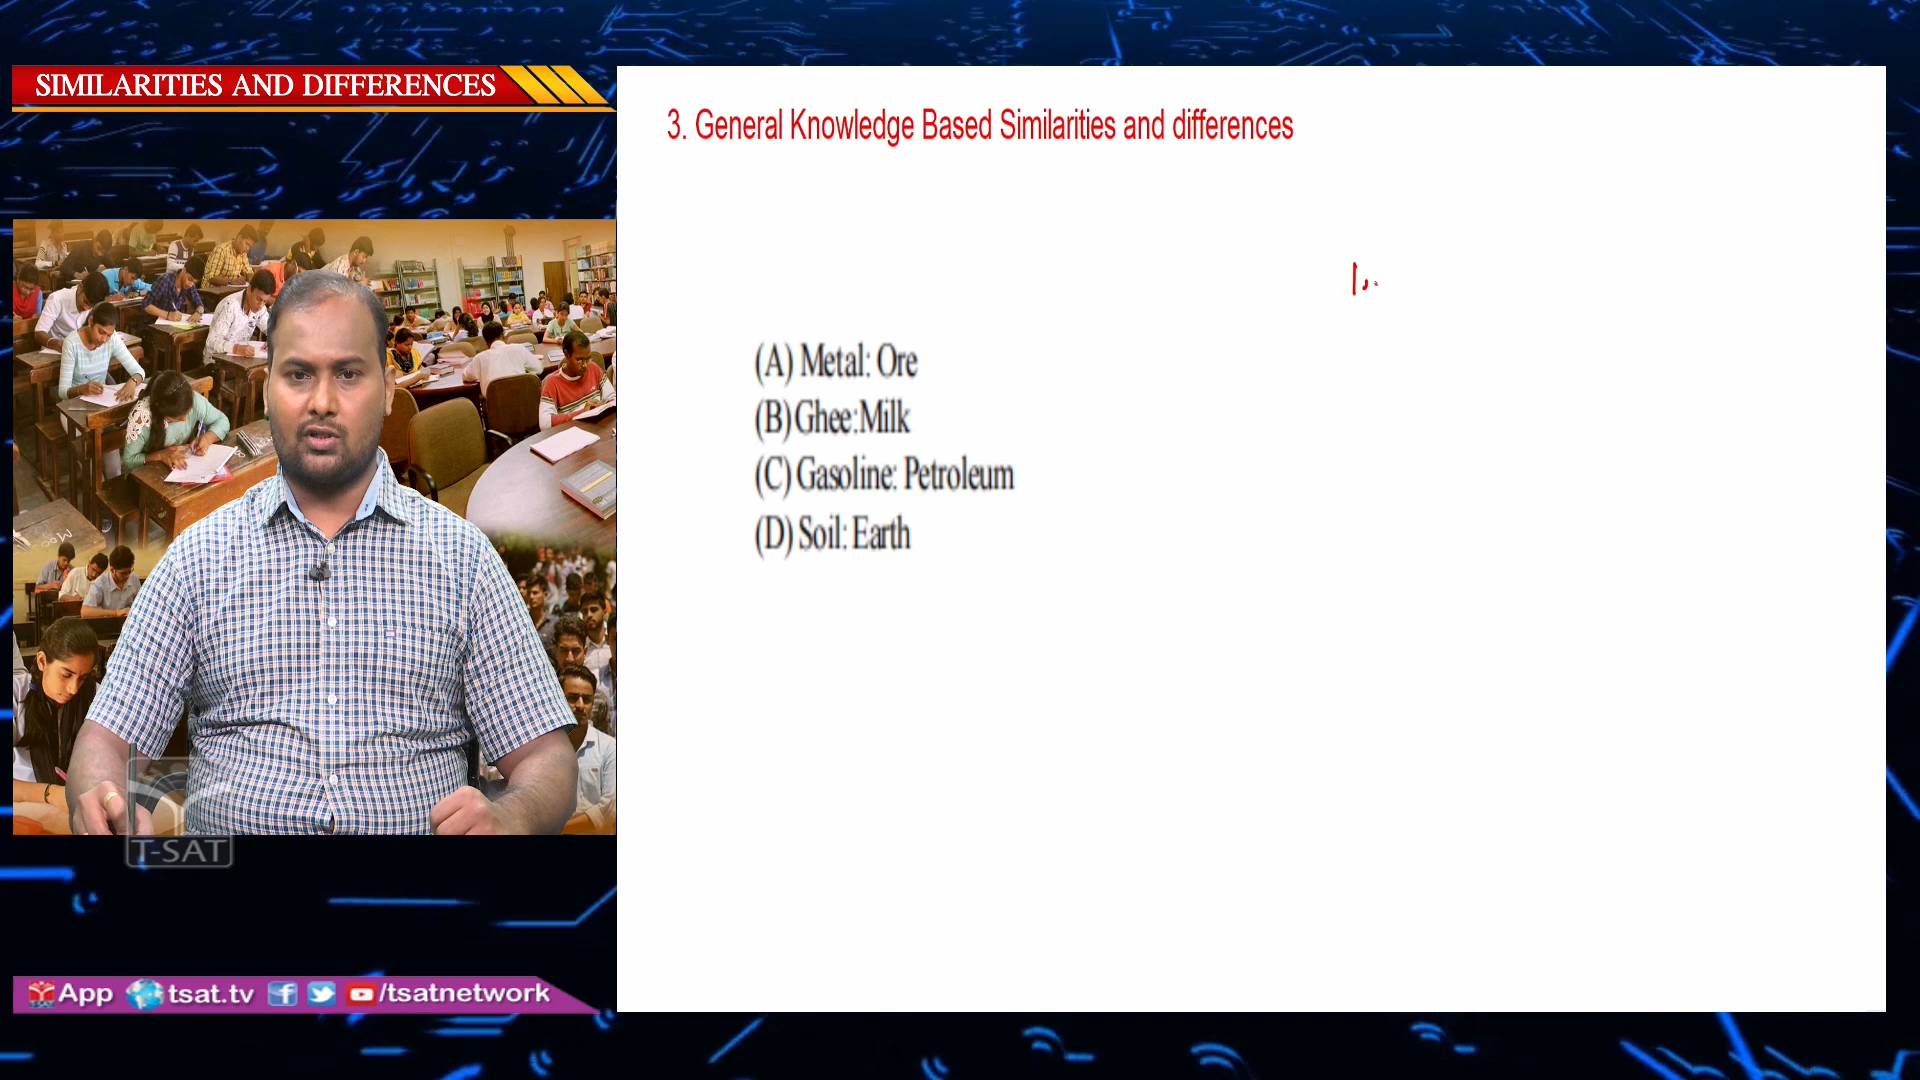 SIMILARITIES AND DIFFERENCES
3. General Knowledge Based Similarities and differences
(A) Metal: Ore
(B) Ghee:Milk
(C) Gasoline: Petroleum
(D) Soil: Earth
T-SAT
App tsat.tv /tsatnetwork